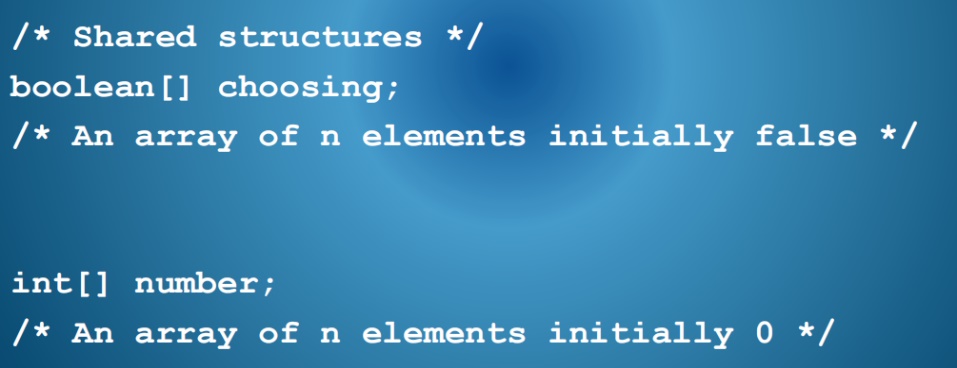 /* Shared structures */
boolean[] choosing;
/* An array of n elements initially false */
int[] number;
/* An array of n elements initially 0 */